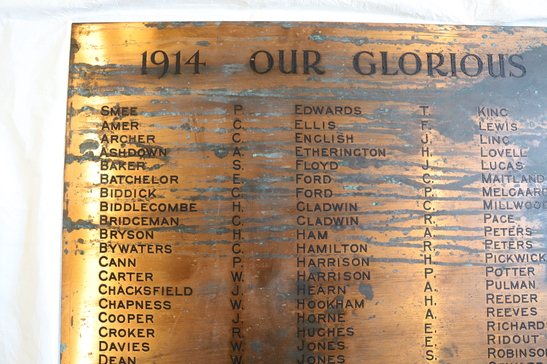 1914 OUR GLORIOUS
SMEE P. EDWARDS T. KING
AMER C. ELLIS F. LEWIS
ARCHER C. ENGLISH J. LING
ASHDOWN A. ETHERINGTON H. LOVELL
BAKER S. FLOYD J. LUCAS
BATCHELOR E. FORD C. MAITLAND
BIDDICK C. FORD P. MELGAARD
BIDDLECOMBE H. GLADWIN C. MILLWOO
BRIDGEMAN C. GLADWIN R. PAGE
BRYSON H. HAM A. PETERS
BYWATERS C. HAMILTON R. PETERS
CANN P. HARRISON H. PICKWICK
CARTER W. HARRISON P. POTTER
CHACKSFIELD J. HEARN A. PULMAN
CHAPNESS W. HOOKHAM H. REEDER
COOPER J. HORNE A. REEVES
CROKER R. HUGHES E. RICHARD
DAVIES W. JONES E. RIDOUT
DEAN W. JONES S. ROBINSON